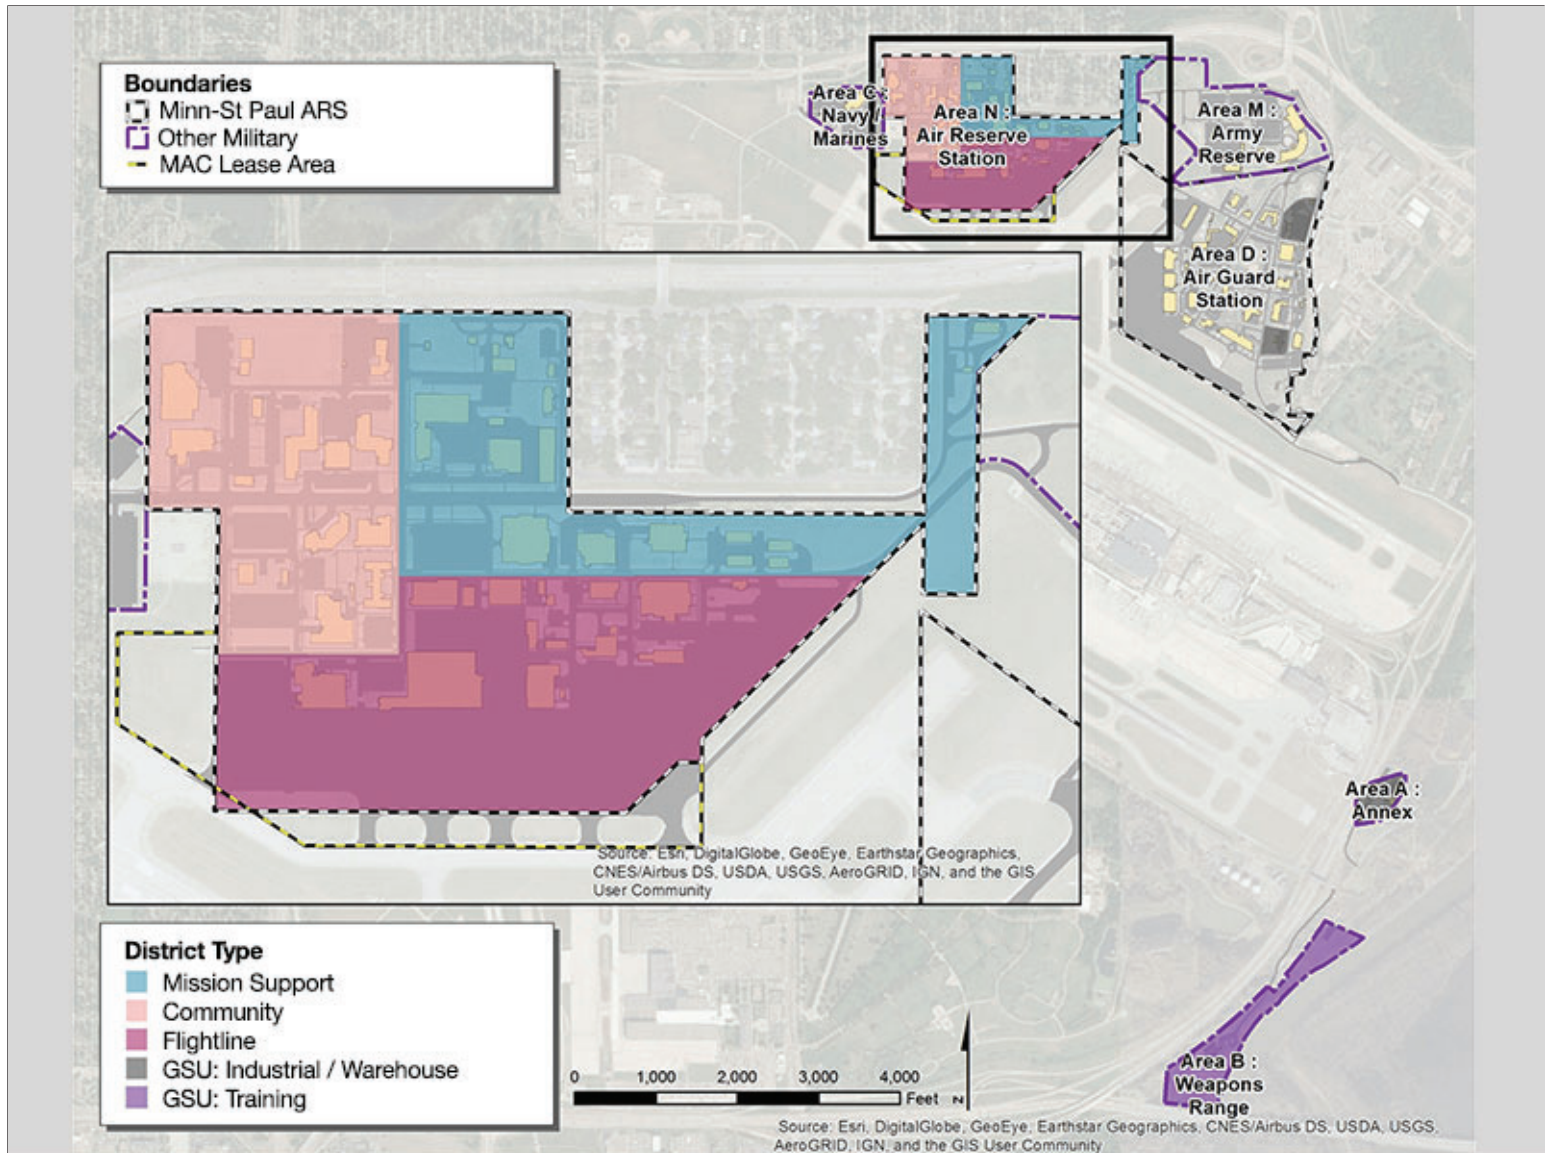 Boundaries
Minn-St Paul ARS
Other Military
MAC Lease Area
Area C :
Navy /
Marines
Area N :
Air Reserve
Station
Area M :
Army
Reserve
Area D :
Air Guard
Station
Source: Esri, DigitalGlobe, GeoEye, Earthstar Geographics,
CNES/Airbus DS, USDA, USGS, AeroGRID, IGN, and the GIS
User Community
Area A :
Annex
District Type
Mission Support
Community
Flightline
GSU: Industrial / Warehouse
GSU: Training
0 1,000 2,000 3,000 4,000
Feet
N
Area B :
Weapons
Range
Source: Esri, DigitalGlobe, GeoEye, Earthstar Geographics, CNES/Airbus DS, USDA, USGS,
AeroGRID, IGN, and the GIS User Community